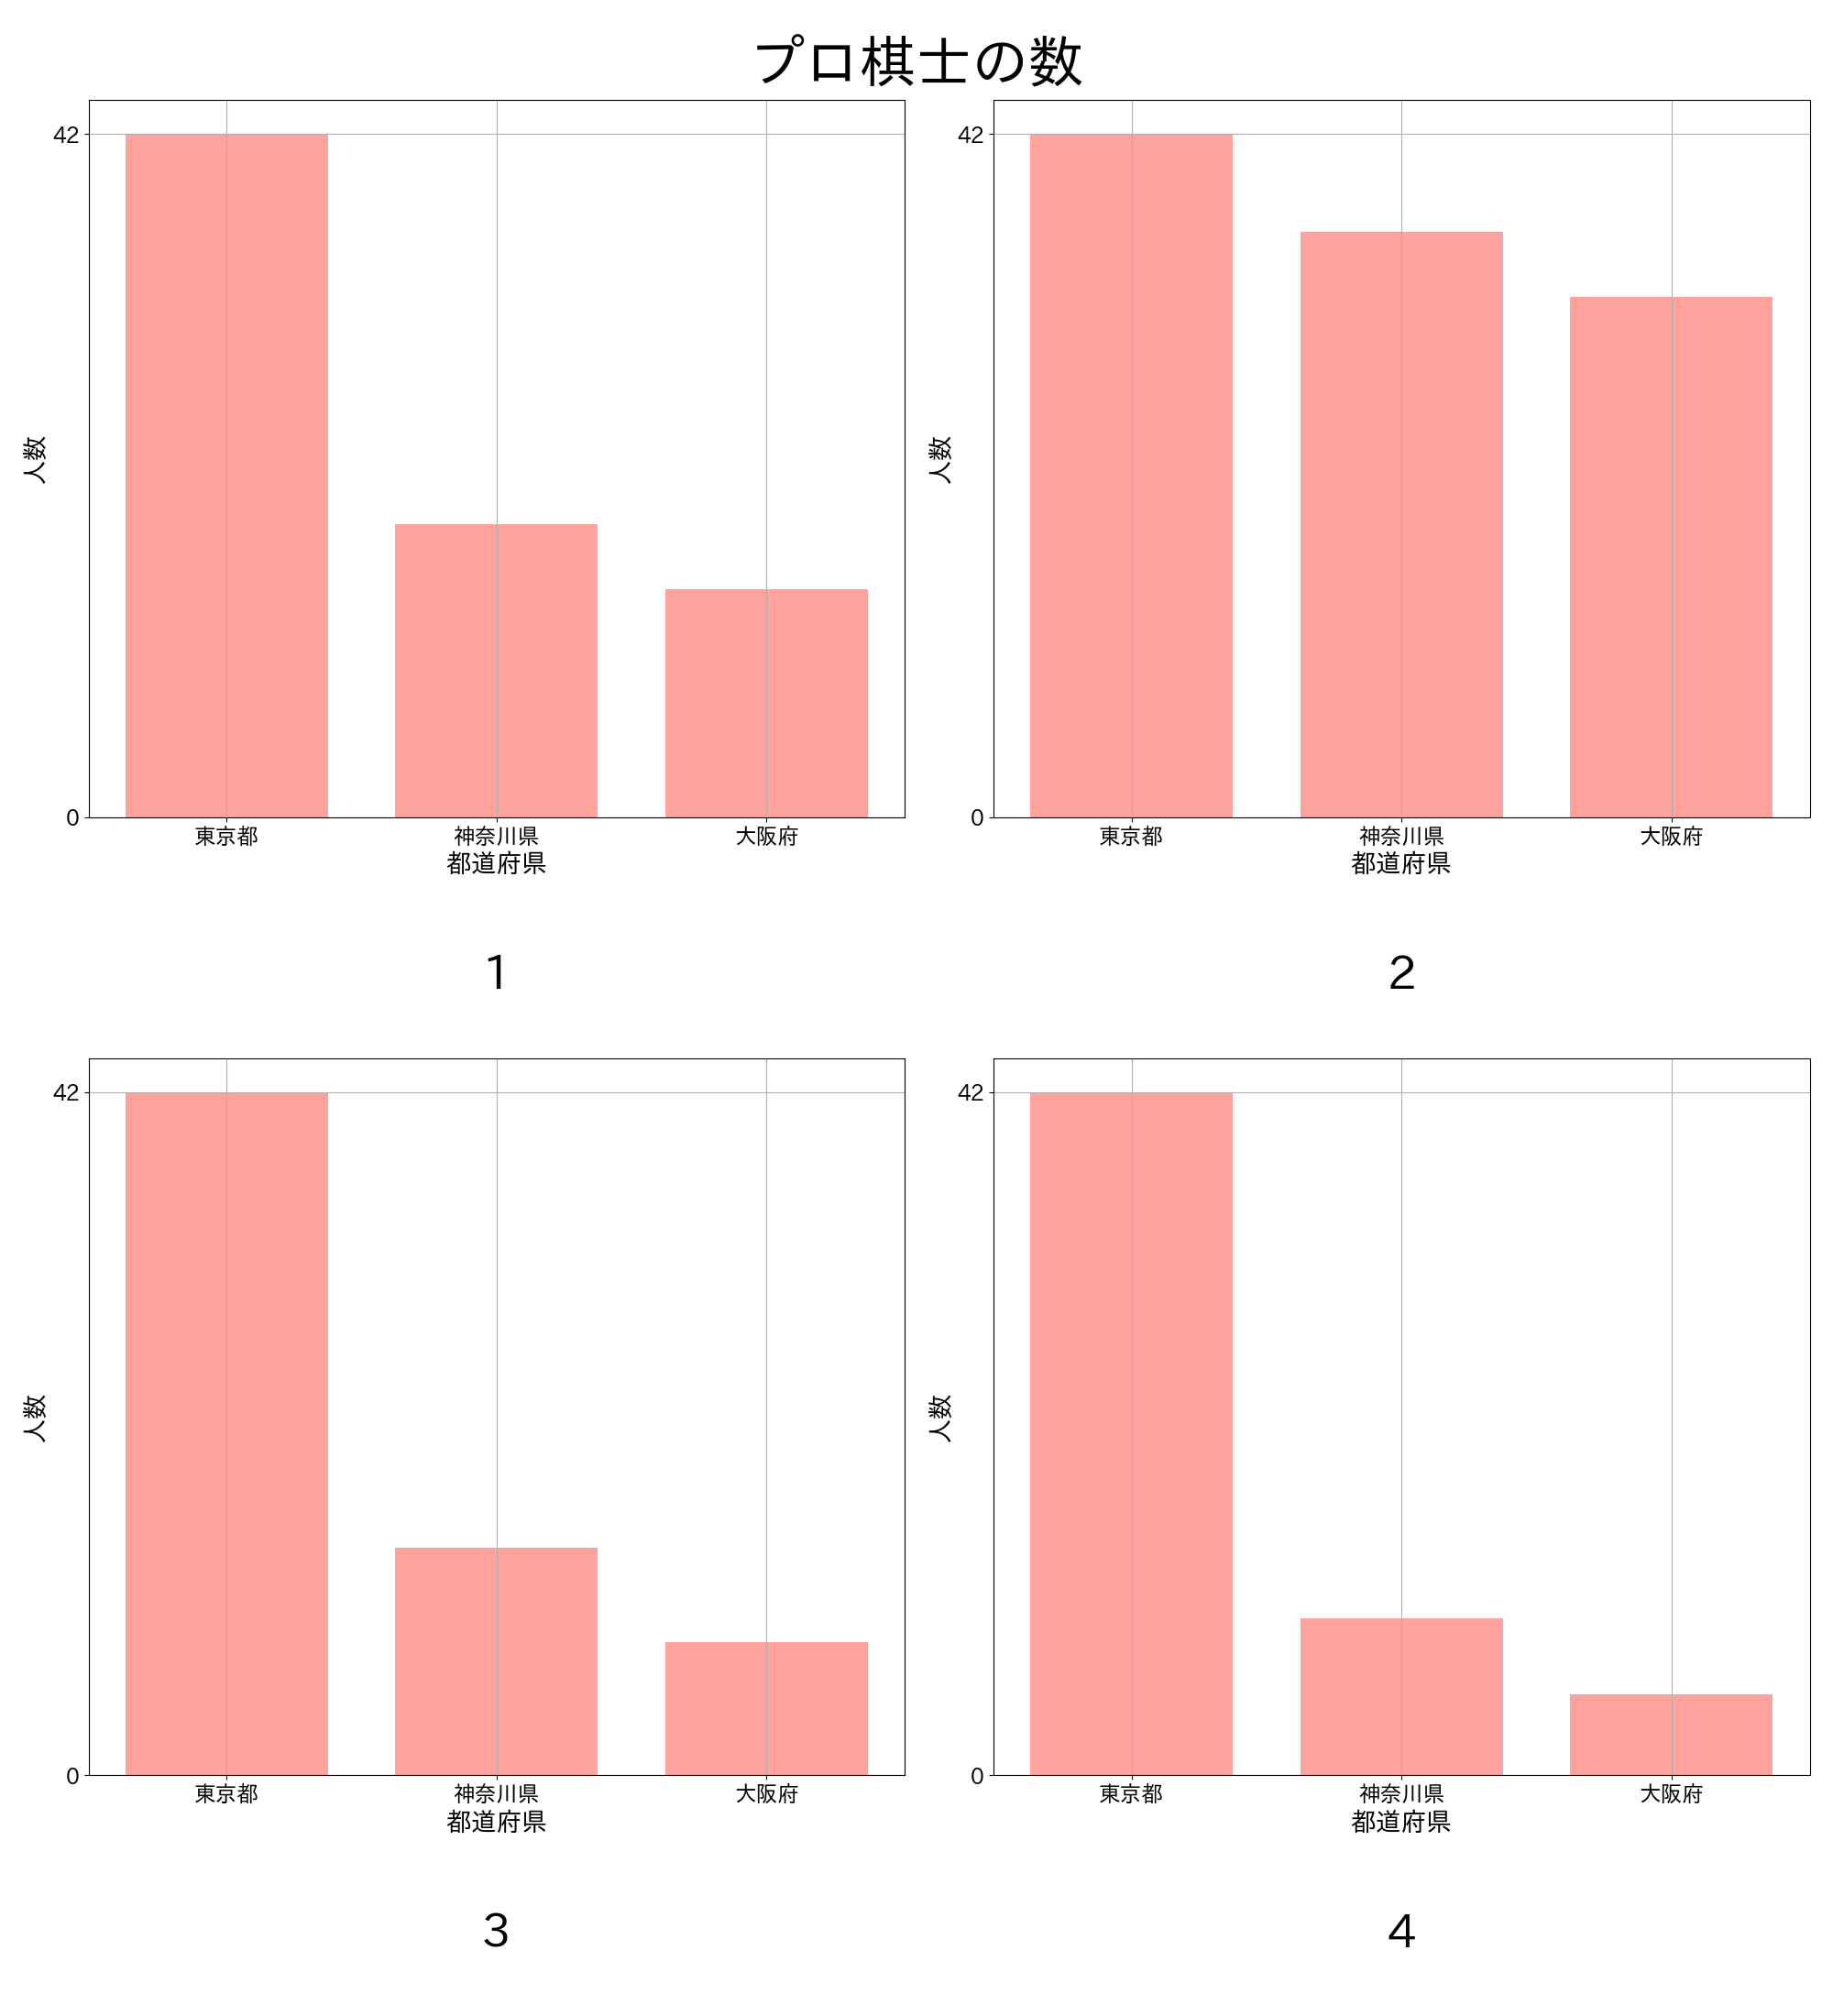 プロ棋士の数
42
人数
0
東京都 神奈川県 大阪府
都道府県
1
42
人数
0
東京都 神奈川県 大阪府
都道府県
2
42
人数
0
東京都 神奈川県 大阪府
都道府県
3
42
人数
0
東京都 神奈川県 大阪府
都道府県
4